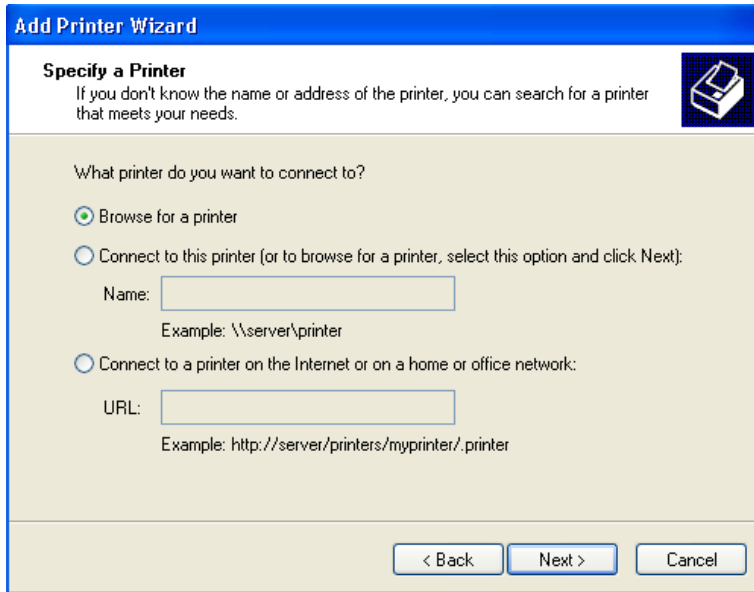 Add Printer Wizard
Specify a Printer
If you don't know the name or address of the printer, you can search for a printer
that meets your needs.
What printer do you want to connect to?
Browse for a printer
Connect to this printer (or to browse for a printer, select this option and click Next):
Name:
Example: \\server\printer
Connect to a printer on the Internet or on a home or office network:
URL:
Example: http://server/printers/myprinter/.printer
< Back Next > Cancel